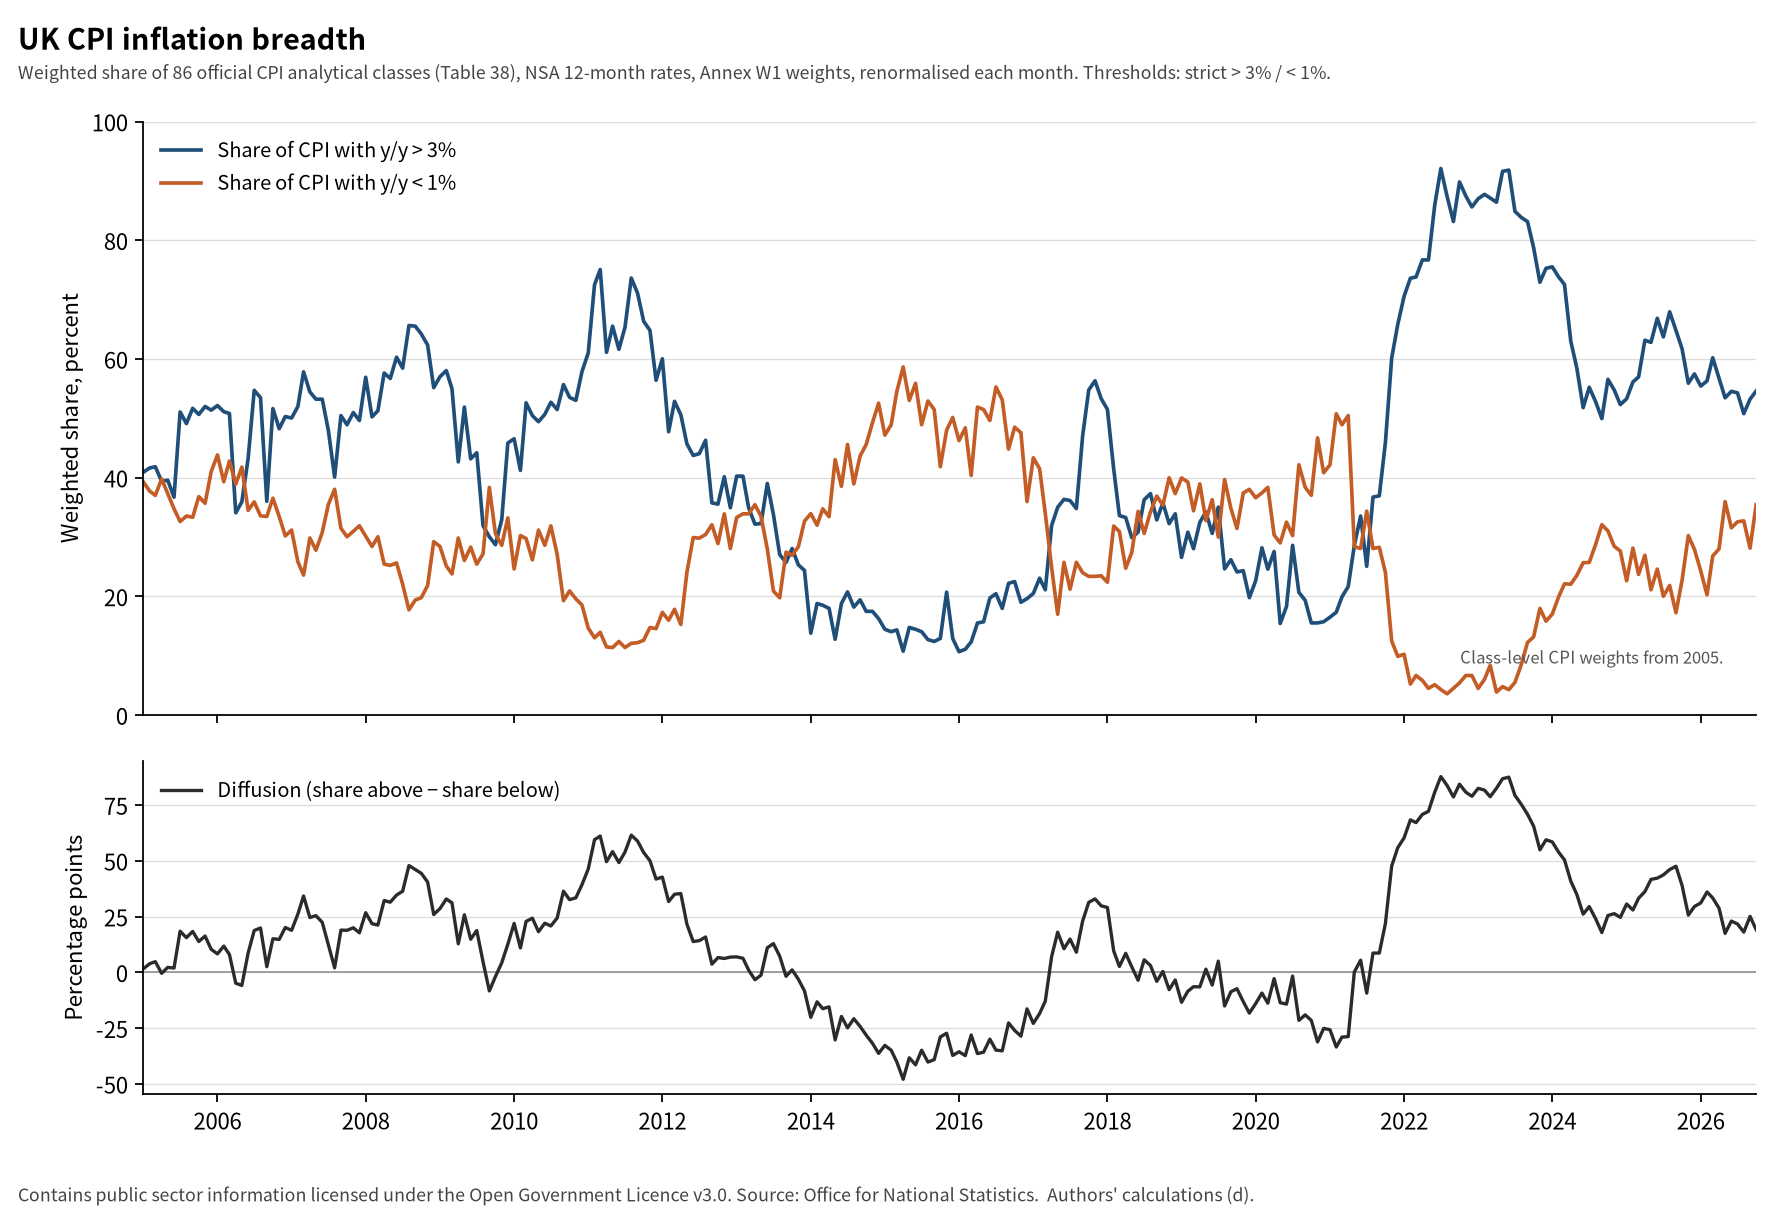 UK CPI inflation breadth
Weighted share of 86 official CPI analytical classes (Table 38), NSA 12-month rates, Annex W1 weights, renormalised each month. Thresholds: strict > 3% / < 1%.
100
80
60
40
20
0
Weighted share, percent
Share of CPI with y/y > 3%
Share of CPI with y/y < 1%
Class-level CPI weights from 2005.
75
50
25
0
-25
-50
Percentage points
Diffusion (share above − share below)
2006 2008 2010 2012 2014 2016 2018 2020 2022 2024 2026
Contains public sector information licensed under the Open Government Licence v3.0. Source: Office for National Statistics. Authors' calculations (d).